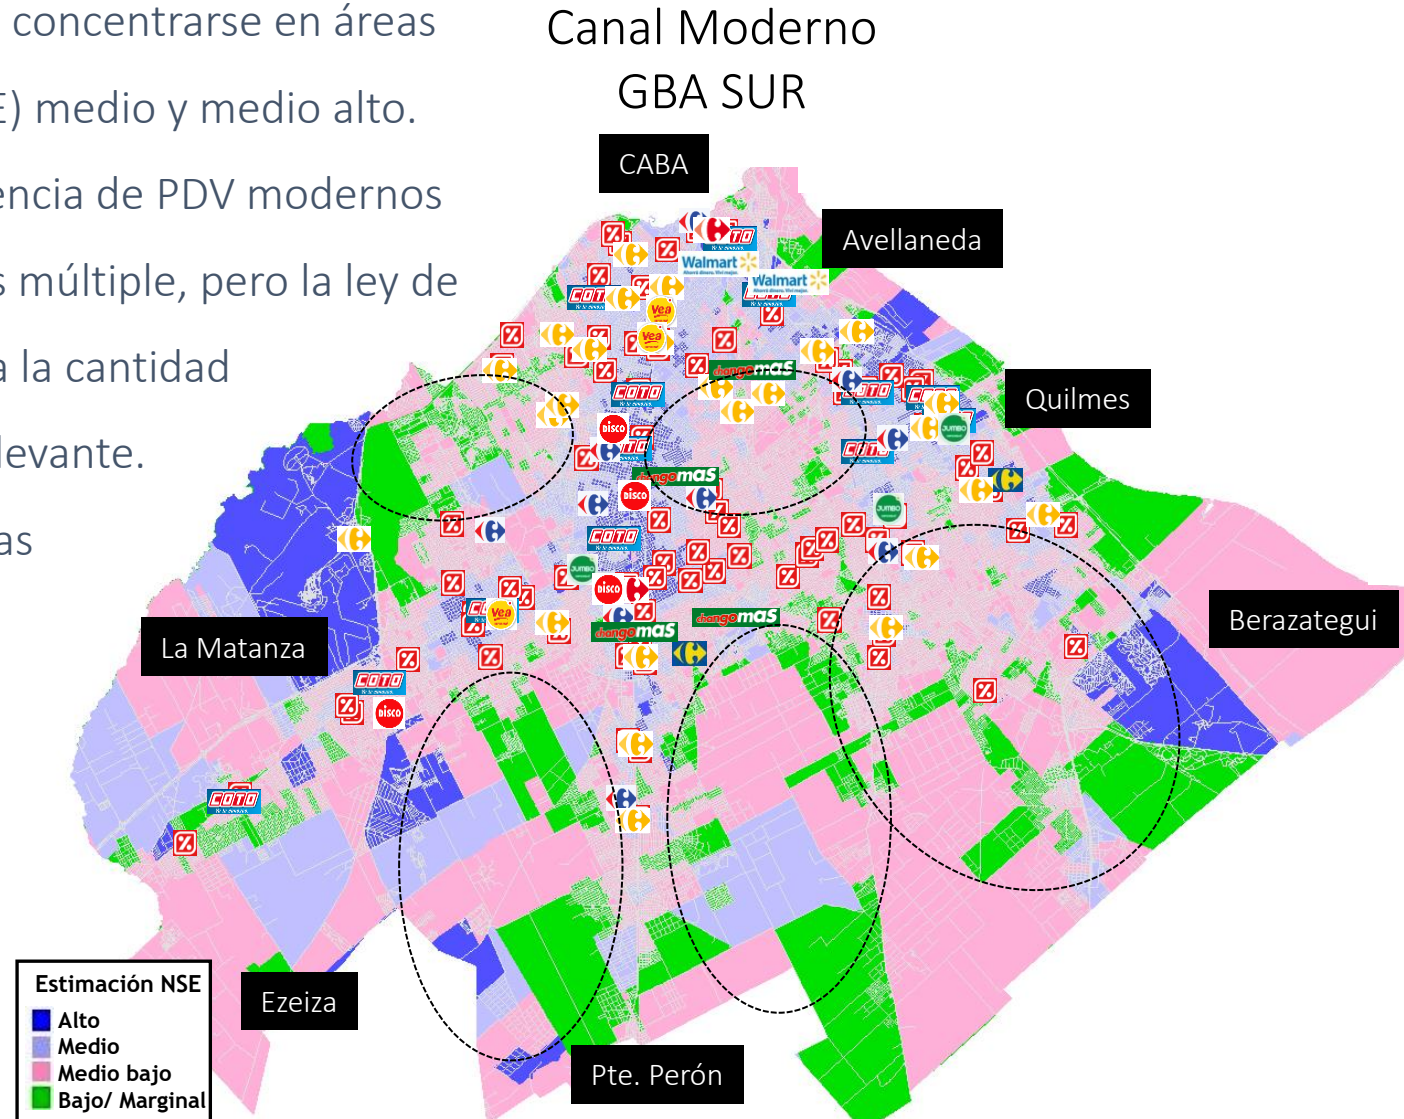 concentrarse en áreas
E) medio y medio alto.
encia de PDV modernos
s múltiple, pero la ley de
a la cantidad
levante.
as
Canal Moderno
GBA SUR
CABA
Avellaneda
Quilmes
Berazategui
La Matanza
Ezeiza
Pte. Perón
COTO
Walmart
Walmart
COTO
Vea
Vea
changomas
COTO
COTO
DISCO
JUMBO
COTO
changomas
DISCO
JUMBO
COTO
JUMBO
DISCO
Vea
changomas
changomas
COTO
DISCO
COTO
Estimación NSE
Alto
Medio
Medio bajo
Bajo/ Marginal